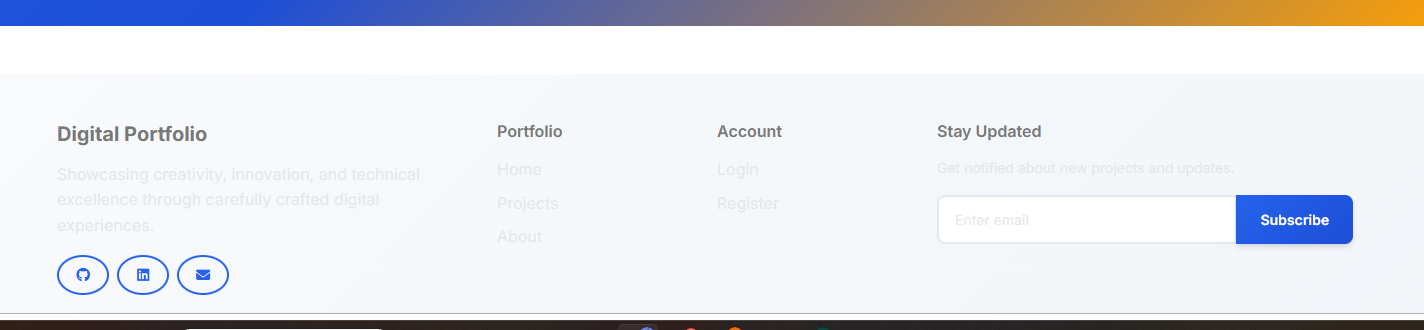 Digital Portfolio
Showcasing creativity, innovation, and technical
excellence through carefully crafted digital
experiences.
Portfolio
Home
Projects
About
Account
Login
Register
Stay Updated
Get notified about new projects and updates.
Enter email
Subscribe